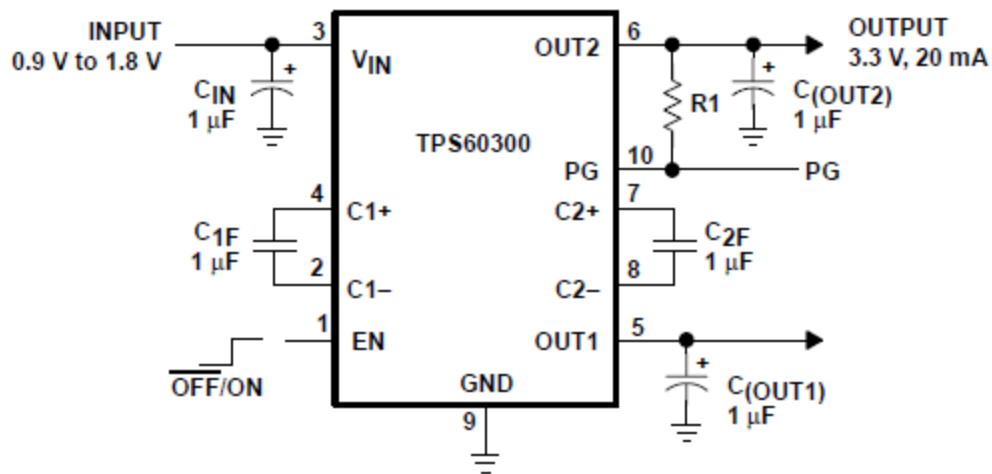 INPUT
0.9 V to 1.8 V
3
VIN
CIN
1 μF
+
4
C1+
C1F
1 μF
2
C1–
1
EN
OFF/ON
TPS60300
GND
9
OUT2
6
OUTPUT
3.3 V, 20 mA
R1
+
C(OUT2)
1 μF
10
PG
PG
7
C2+
C2F
1 μF
8
C2–
OUT1
5
+
C(OUT1)
1 μF